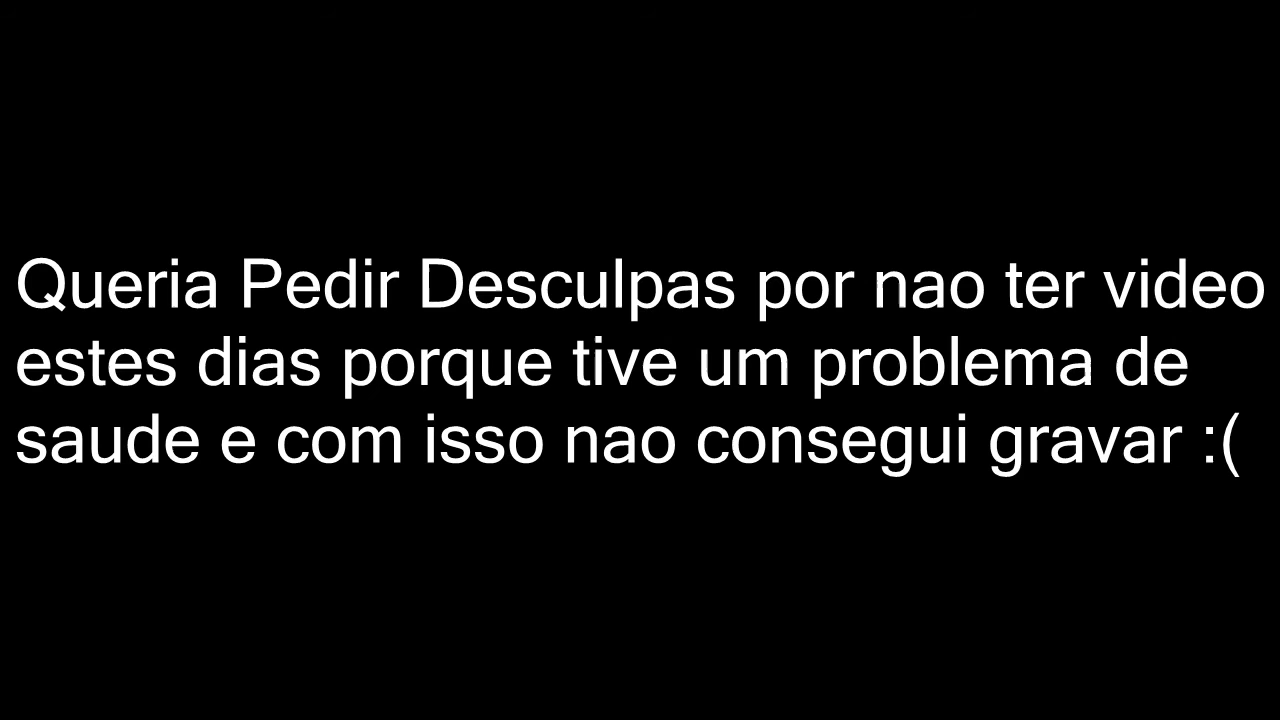 Queria Pedir Desculpas por nao ter video
estes dias porque tive um problema de
saude e com isso nao consegui gravar :(